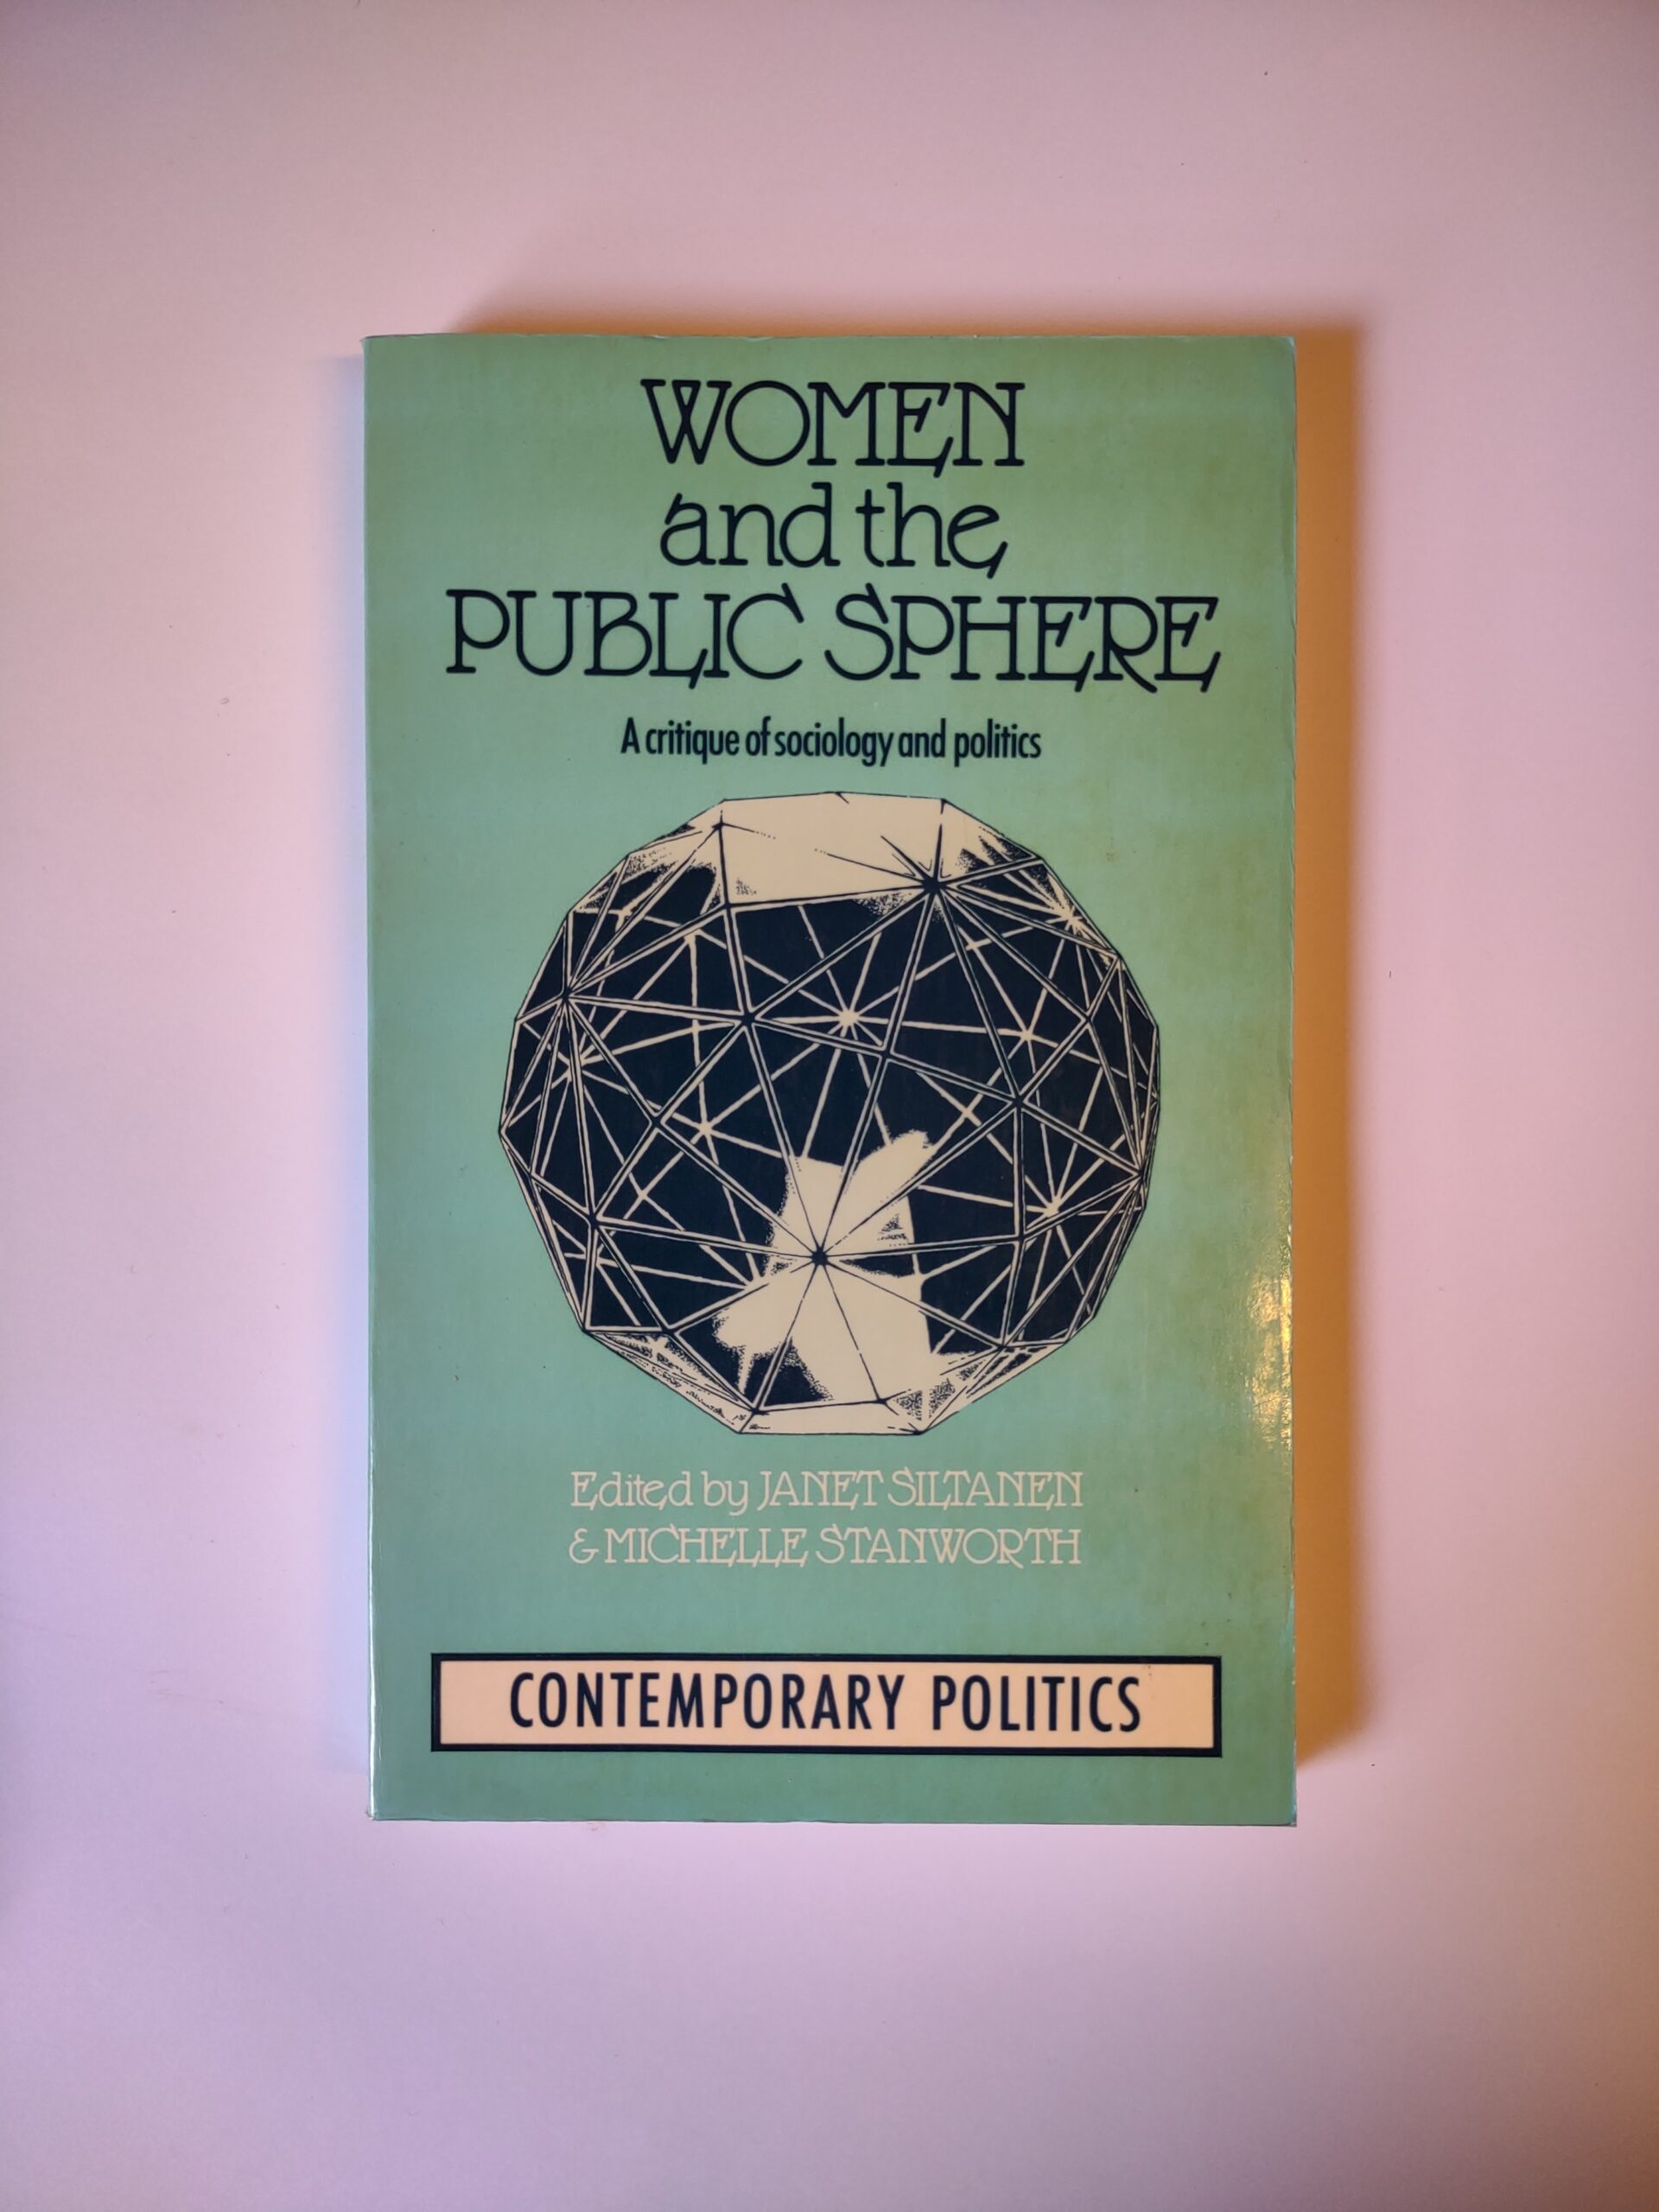 WOMEN
and the
PUBLIC SPHERE
A critique of sociology and politics
Edited by JANET SILTANEN
& MICHELLE STANWORTH
CONTEMPORARY POLITICS